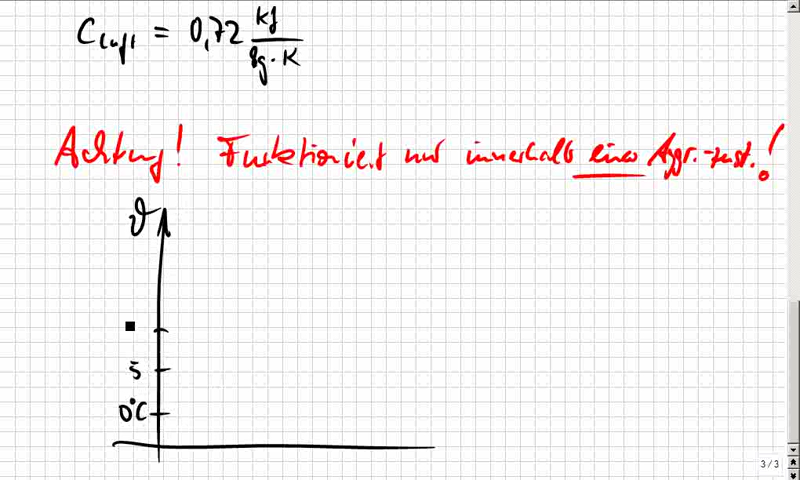 C_Luft = 0,72 kJ / kg · K
Achtung! Funktioniert nur innerhalb eines Aggr.-zust.!
ϑ
5
0°C
3 / 3